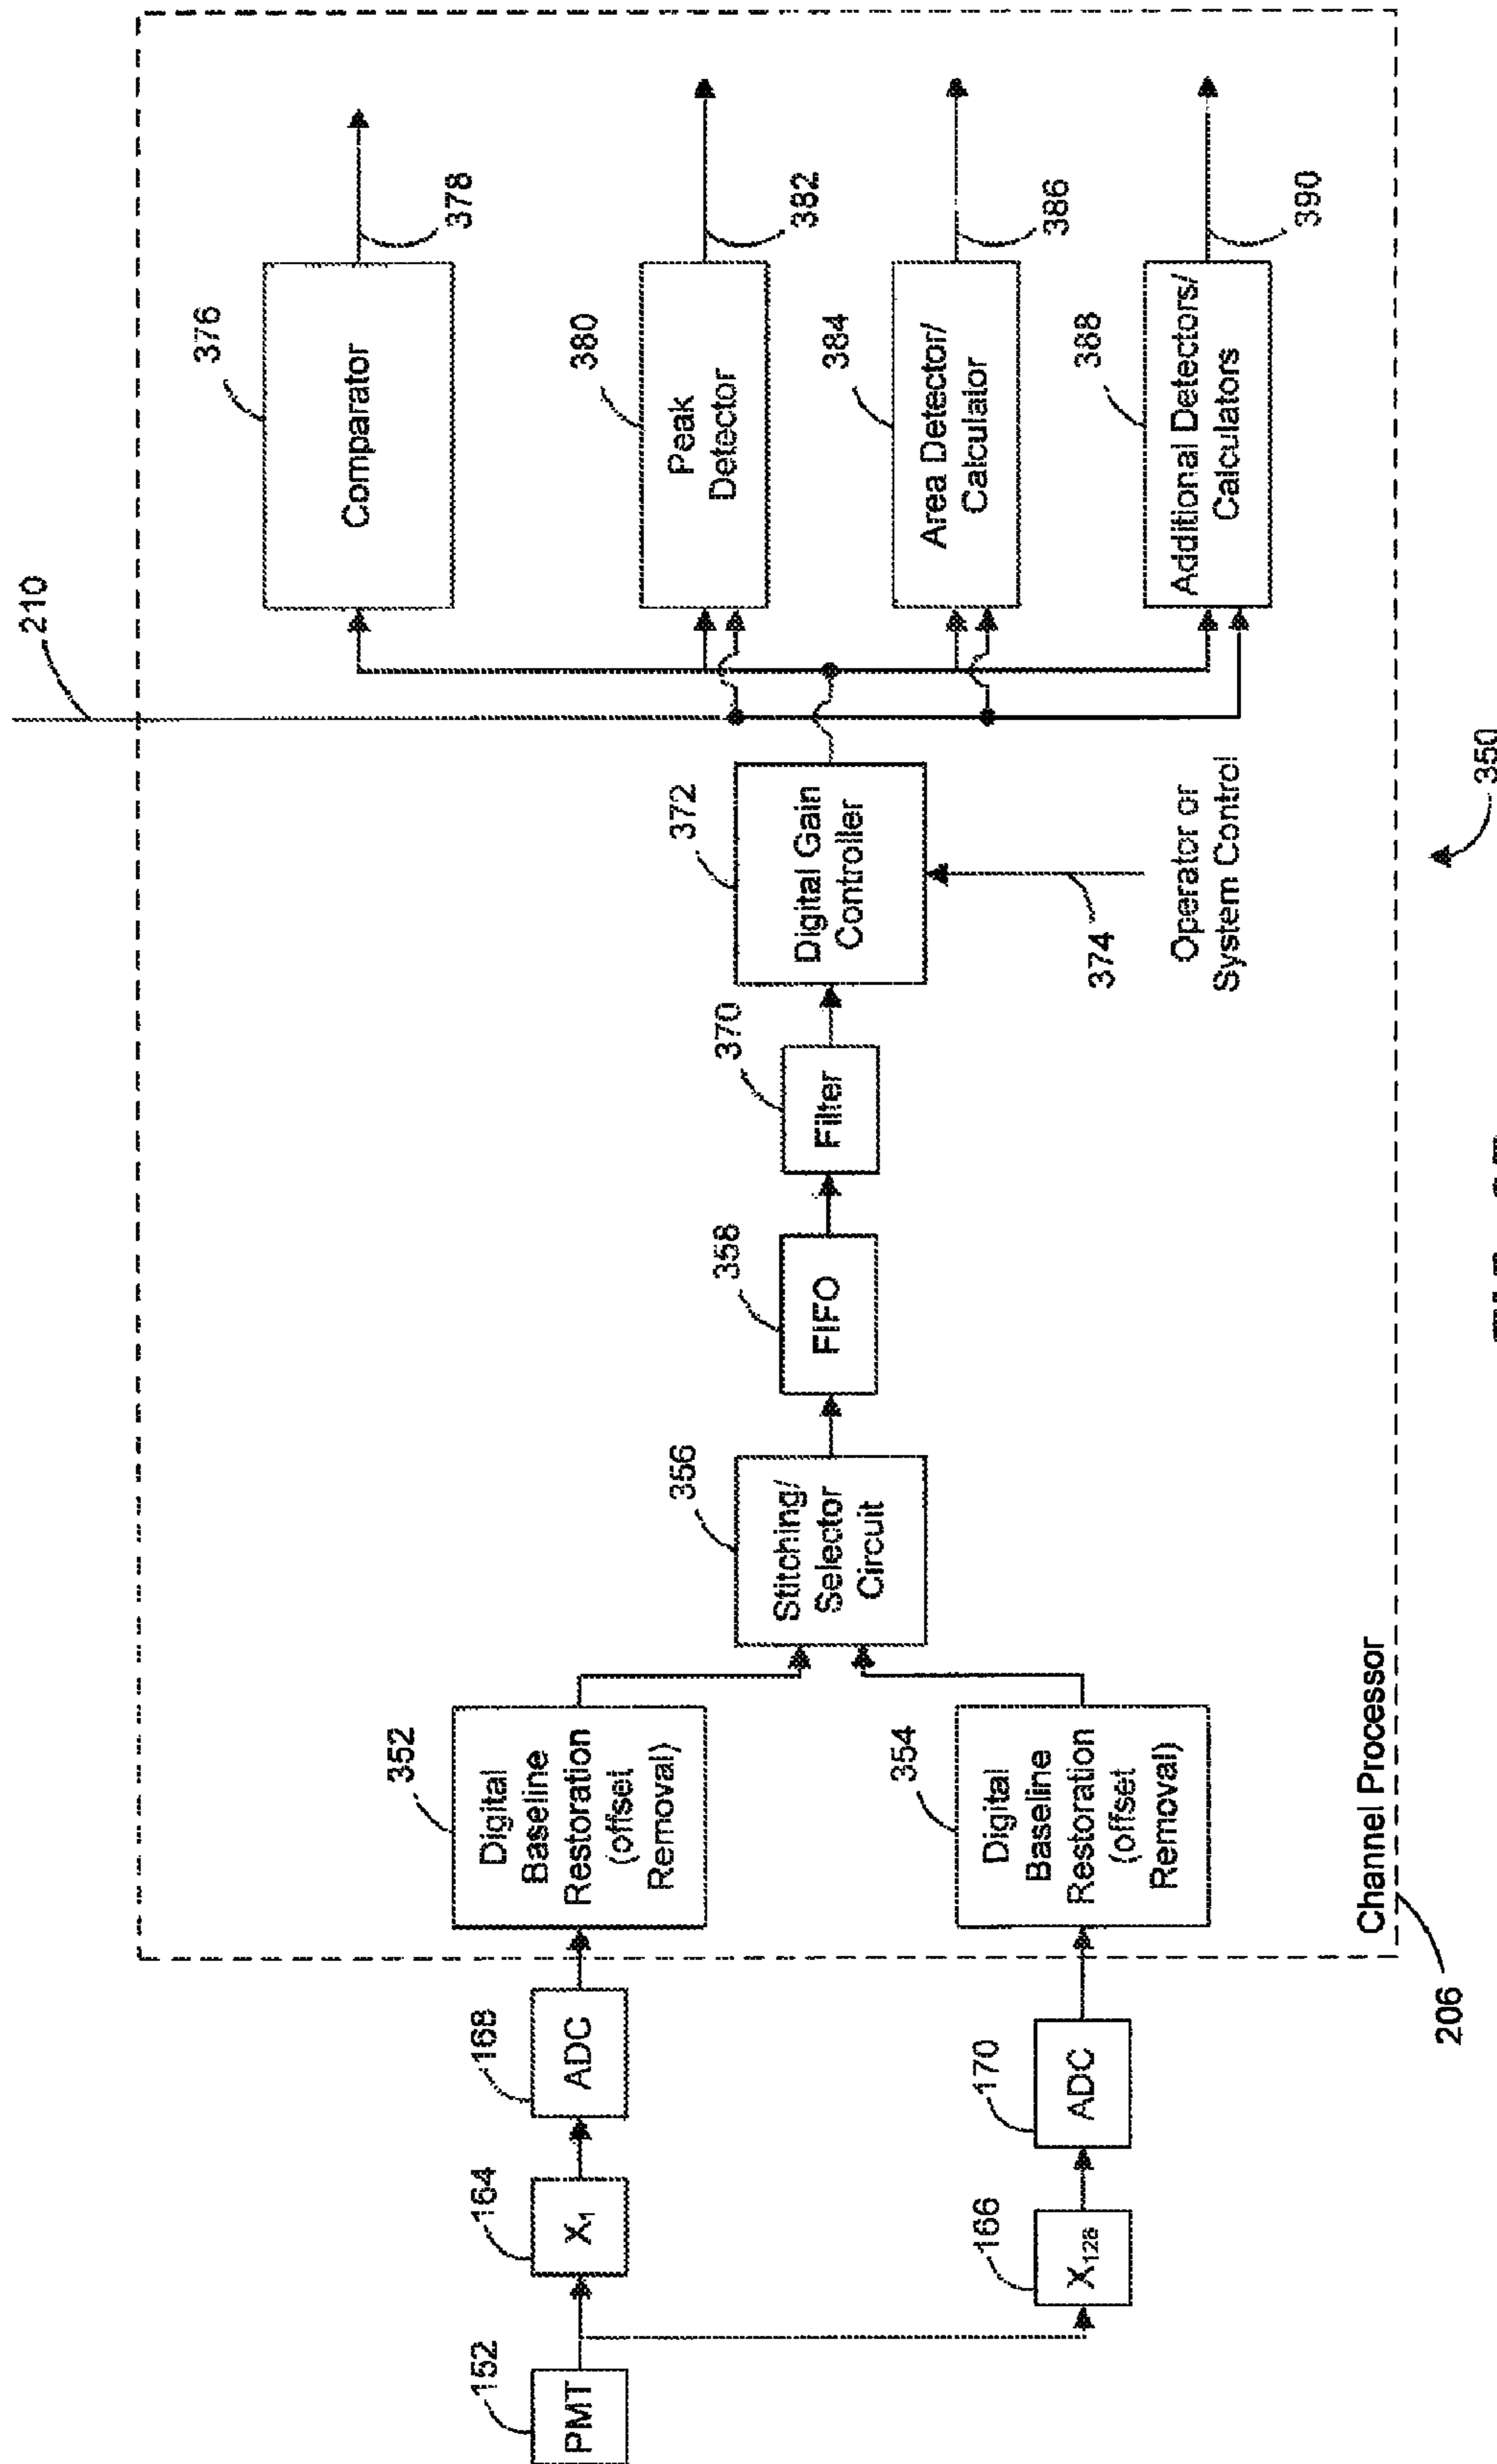 210
376
Comparator
378
380
Peak
Detector
382
384
Area Detector/
Calculator
386
388
Additional Detectors/
Calculators
390
372
Digital Gain
Controller
374
Operator or
System Control
370
Filter
358
FIFO
356
Stitching/
Selector
Circuit
352
Digital
Baseline
Restoration
(offset
Removal)
354
Digital
Baseline
Restoration
(offset
Removal)
Channel Processor
206
168
ADC
170
ADC
164
X1
166
X128
152
PMT
350